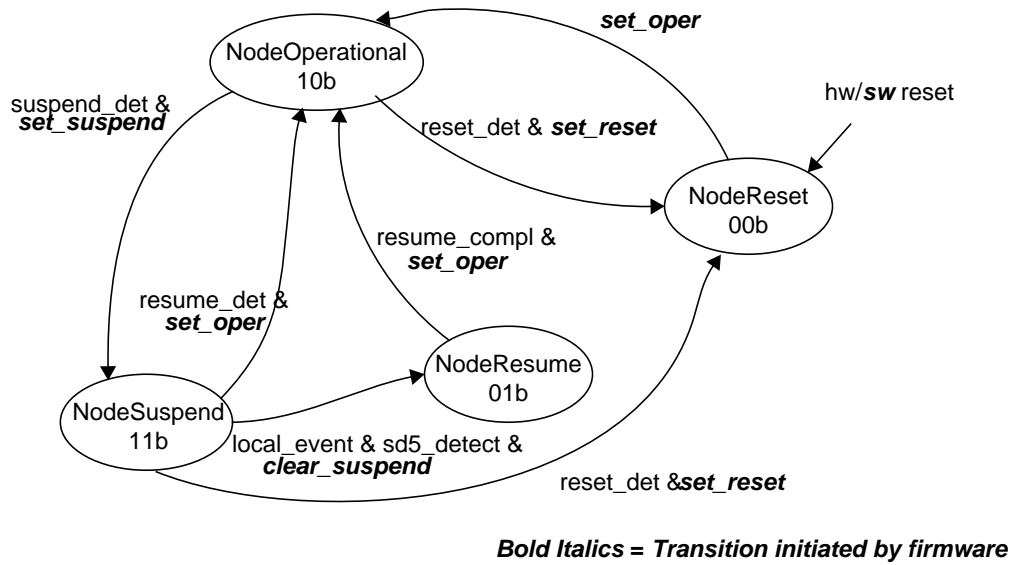 set_oper
NodeOperational
10b
hw/sw reset
suspend_det &
set_suspend
reset_det & set_reset
NodeReset
00b
resume_compl &
set_oper
resume_det &
set_oper
NodeResume
01b
NodeSuspend
11b
local_event & sd5_detect &
clear_suspend
reset_det &set_reset
Bold Italics = Transition initiated by firmware